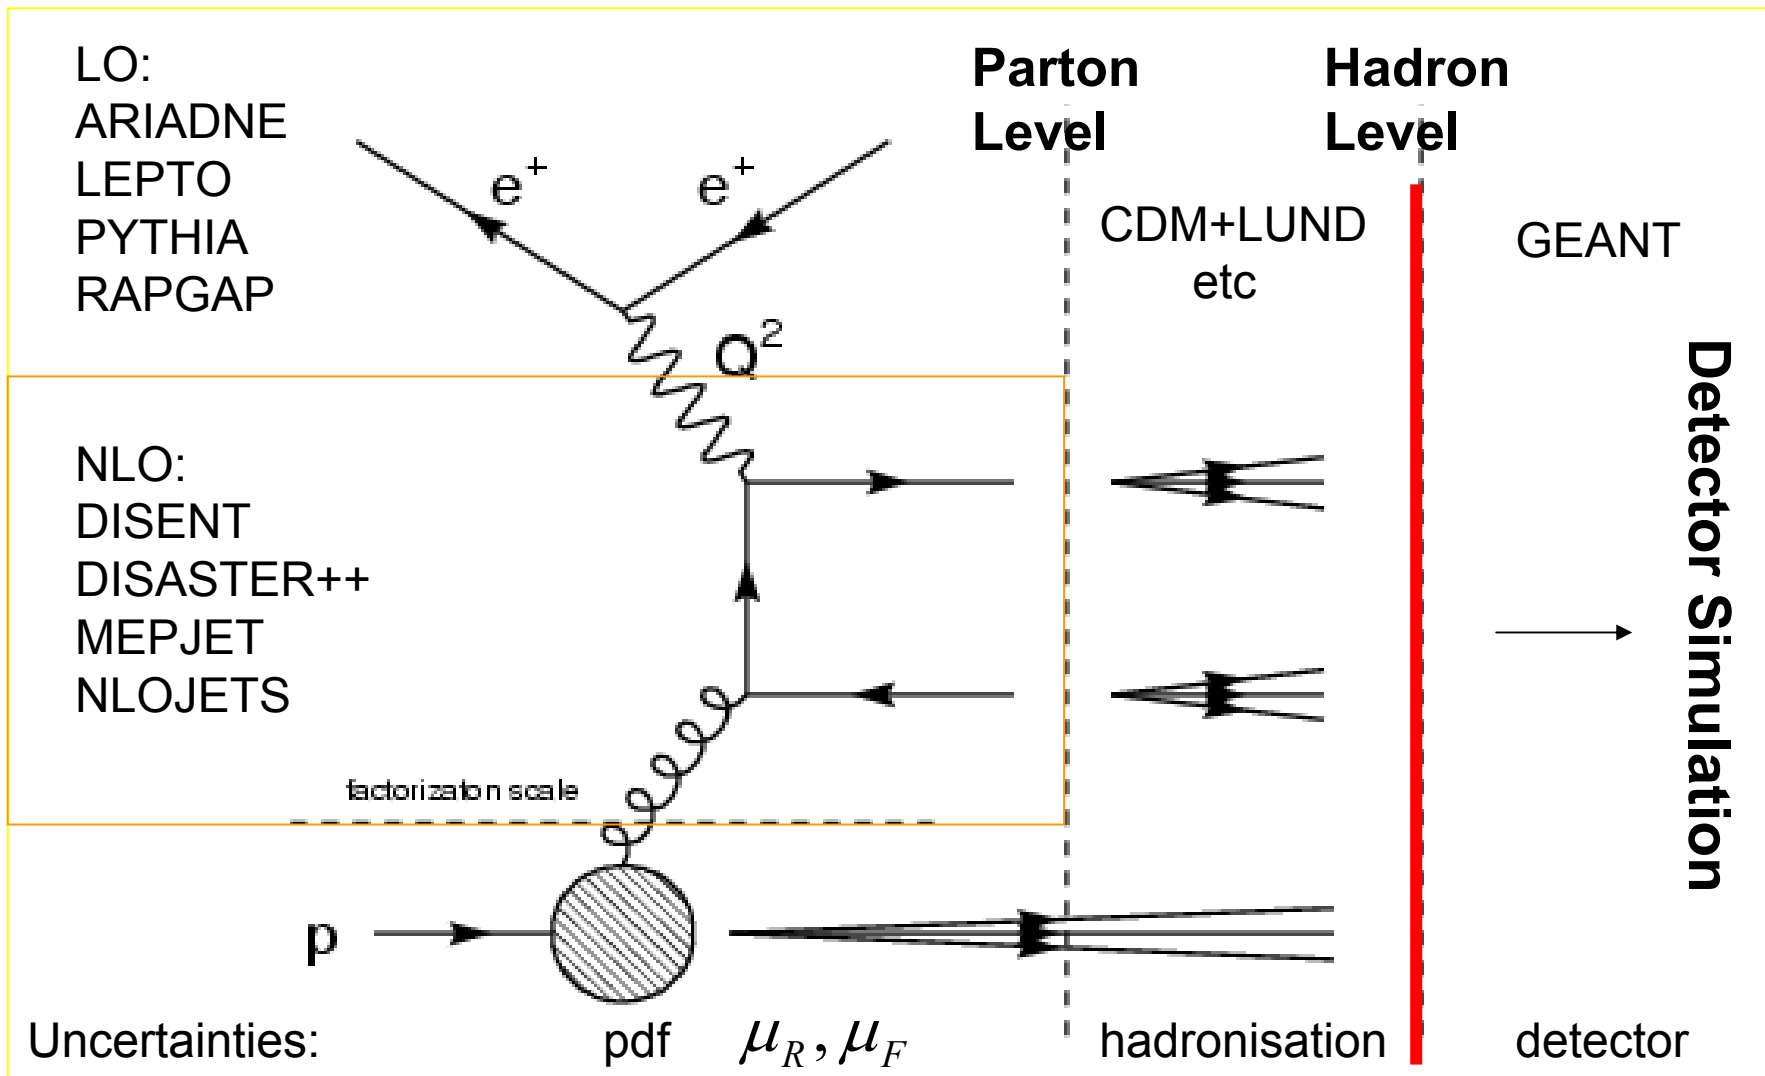 LO:
ARIADNE
LEPTO
PYTHIA
RAPGAP
e+
e+
Q2
Parton
Level
Hadron
Level
CDM+LUND
etc
GEANT
NLO:
DISENT
DISASTER++
MEPJET
NLOJETS
factorizaton scale
p
Detector Simulation
Uncertainties:
pdf
μR, μF
hadronisation
detector